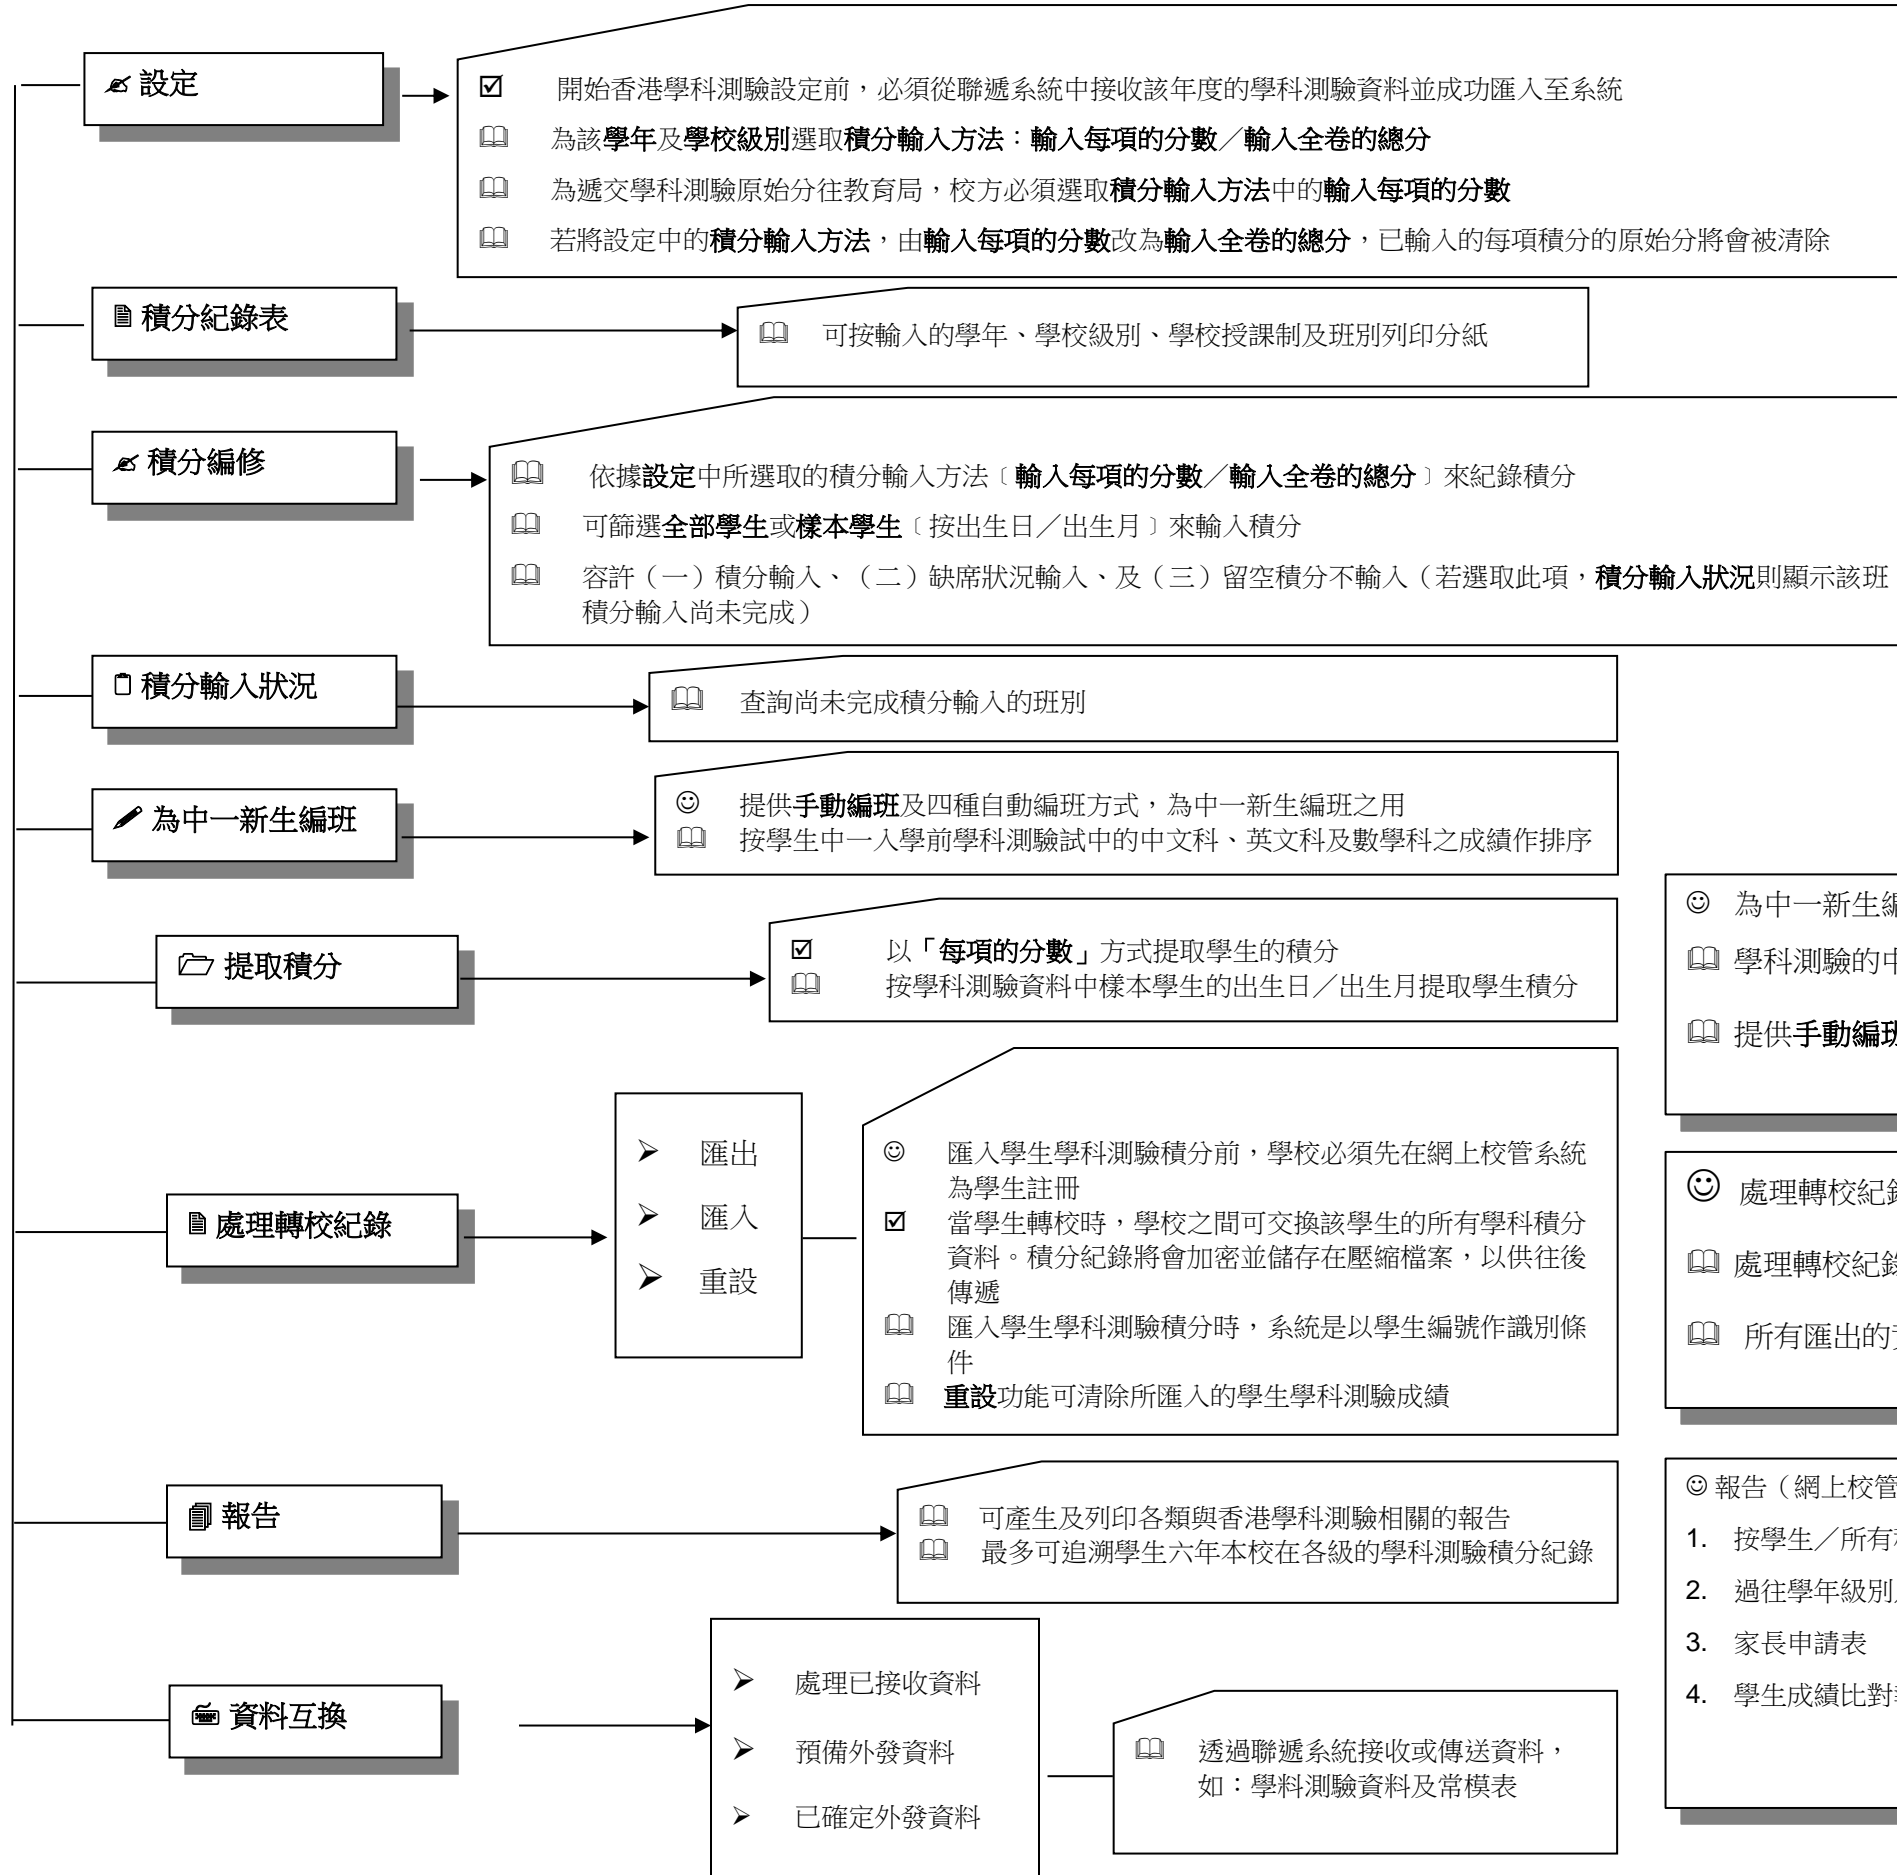 設定
開始香港學科測驗設定前，必須從聯遞系統中接收該年度的學科測驗資料並成功匯入至系統
為該學年及學校級別選取積分輸入方法：輸入每項的分數／輸入全卷的總分
為遞交學科測驗原始分往教育局，校方必須選取積分輸入方法中的輸入每項的分數
若將設定中的積分輸入方法，由輸入每項的分數改為輸入全卷的總分，已輸入的每項積分的原始分將會被清除
積分紀錄表
可按輸入的學年、學校級別、學校授課制及班別列印分紙
積分編修
依據設定中所選取的積分輸入方法﹝輸入每項的分數／輸入全卷的總分﹞來紀錄積分
可篩選全部學生或樣本學生﹝按出生日／出生月﹞來輸入積分
容許（一）積分輸入、（二）缺席狀況輸入、及（三）留空積分不輸入（若選取此項，積分輸入狀況則顯示該班
積分輸入尚未完成）
積分輸入狀況
查詢尚未完成積分輸入的班別
為中一新生編班
提供手動編班及四種自動編班方式，為中一新生編班之用
按學生中一入學前學科測驗試中的中文科、英文科及數學科之成績作排序
提取積分
以「每項的分數」方式提取學生的積分
按學科測驗資料中樣本學生的出生日／出生月提取學生積分
處理轉校紀錄
匯出
匯入
重設
匯入學生學科測驗積分前，學校必須先在網上校管系統
為學生註冊
當學生轉校時，學校之間可交換該學生的所有學科積分
資料。積分紀錄將會加密並儲存在壓縮檔案，以供往後
傳遞
匯入學生學科測驗積分時，系統是以學生編號作識別條
件
重設功能可清除所匯入的學生學科測驗成績
報告
可產生及列印各類與香港學科測驗相關的報告
最多可追溯學生六年本校在各級的學科測驗積分紀錄
資料互換
處理已接收資料
預備外發資料
已確定外發資料
透過聯遞系統接收或傳送資料，
如：學料測驗資料及常模表
為中一新生
學科測驗的
提供手動編
處理轉校紀
處理轉校紀
所有匯出的
報告（網上校管
1. 按學生／所有
2. 過往學年級別
3. 家長申請表
4. 學生成績比對